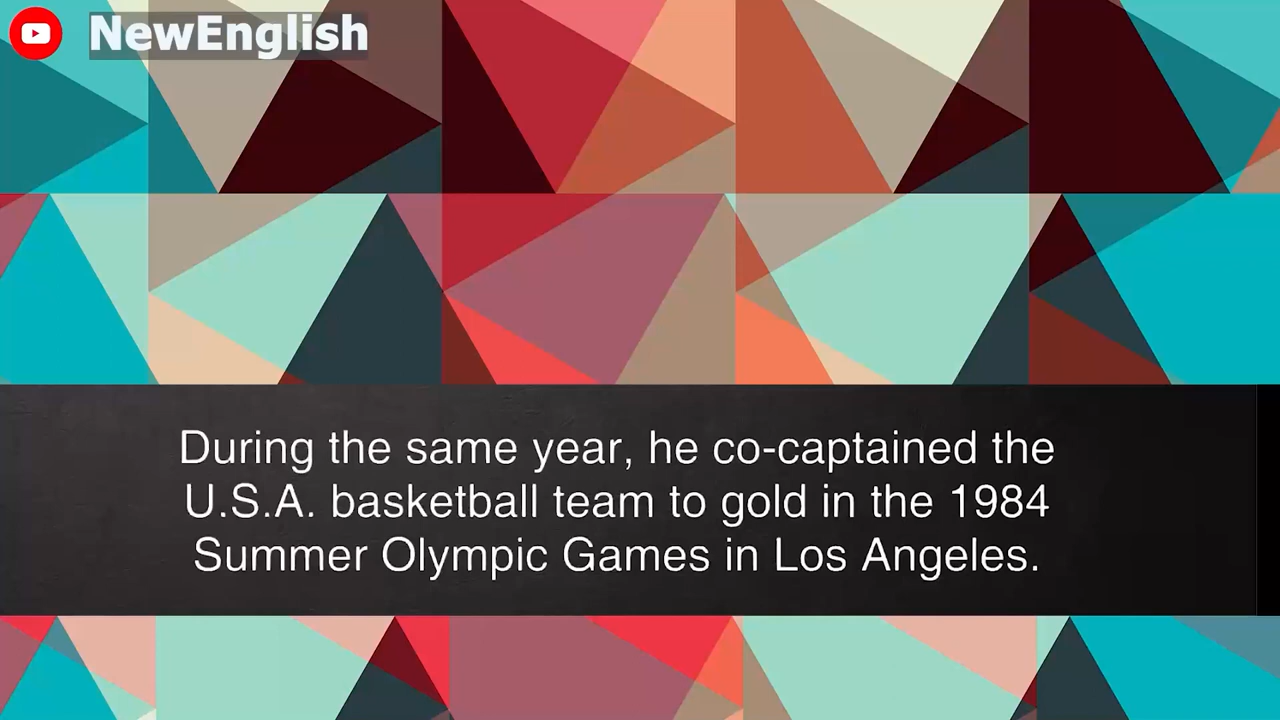 NewEnglish
During the same year, he co-captained the
U.S.A. basketball team to gold in the 1984
Summer Olympic Games in Los Angeles.